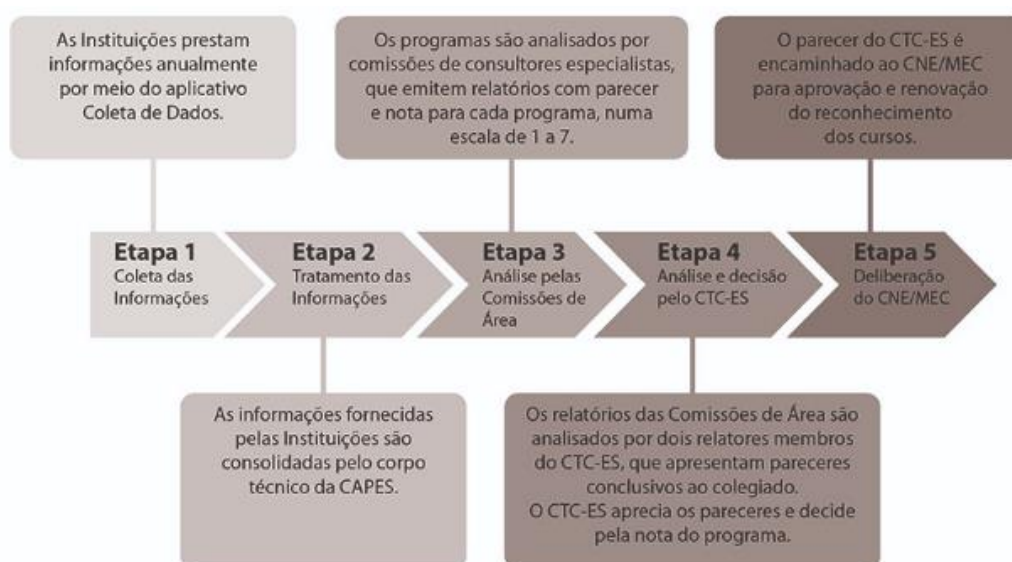 As Instituições prestam
informações anualmente
por meio do aplicativo
Coleta de Dados.
Os programas são analisados por
comissões de consultores especialistas,
que emitem relatórios com parecer
e nota para cada programa, numa
escala de 1 a 7.
O parecer do CTC-ES é
encaminhado ao CNE/MEC
para aprovação e renovação
do reconhecimento
dos cursos.
Etapa 1
Coleta das
Informações
Etapa 2
Tratamento das
Informações
Etapa 3
Análise pelas
Comissões de
Área
Etapa 4
Análise e decisão
pelo CTC-ES
Etapa 5
Deliberação
do CNE/MEC
As informações fornecidas
pelas Instituições são
consolidadas pelo corpo
técnico da CAPES.
Os relatórios das Comissões de Área são
analisados por dois relatores membros
do CTC-ES, que apresentam pareceres
conclusivos ao colegiado.
O CTC-ES aprecia os pareceres e decide
pela nota do programa.